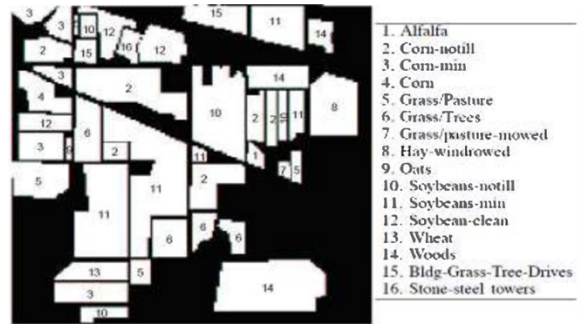 3 3 10 12 15 11 14
2 15 16 12
3 2 14
4 10 8
12 6 2 2 10 11
3 9 2 11 1
5 2 7 5
11 11
6 6
13 5
3 14
10
1. Alfalfa
2. Corn-notill
3. Corn-min
4. Corn
5. Grass/Pasture
6. Grass/Trees
7. Grass/pasture-mowed
8. Hay-windrowed
9. Oats
10. Soybeans-notill
11. Soybeans-min
12. Soybean-clean
13. Wheat
14. Woods
15. Bldg-Grass-Tree-Drives
16. Stone-steel towers